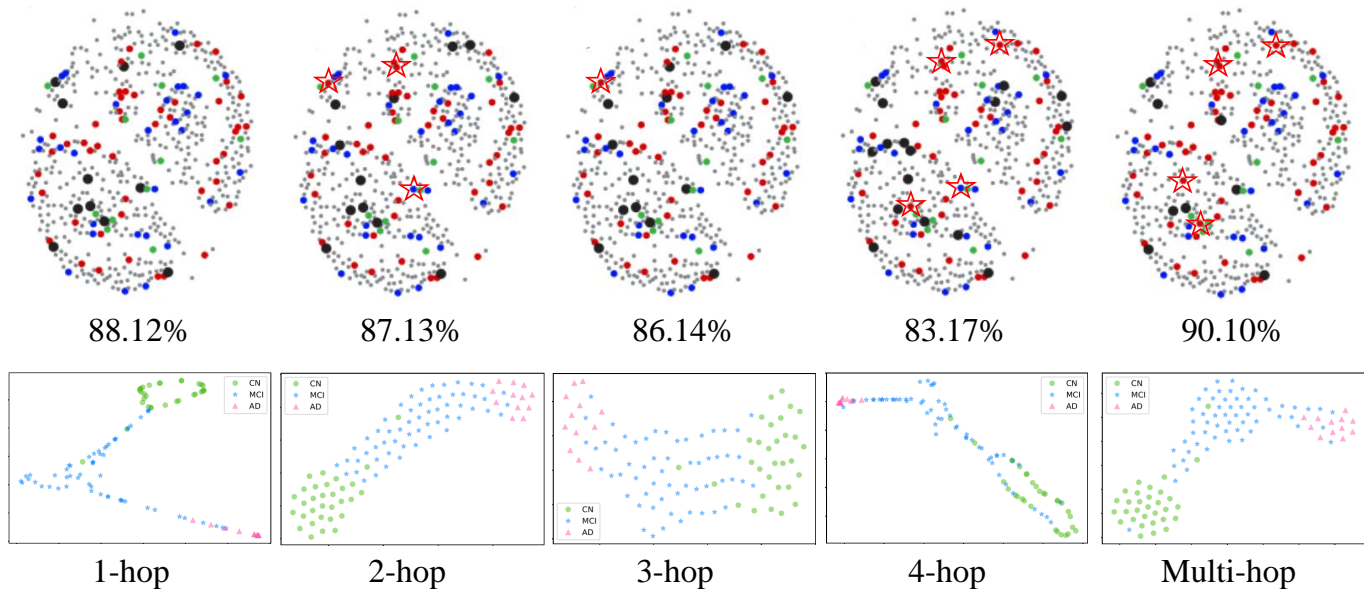 88.12% 87.13% 86.14% 83.17% 90.10%
CN
MCI
AD
CN
MCI
AD
CN
MCI
AD
CN
MCI
AD
CN
MCI
AD
1-hop 2-hop 3-hop 4-hop Multi-hop